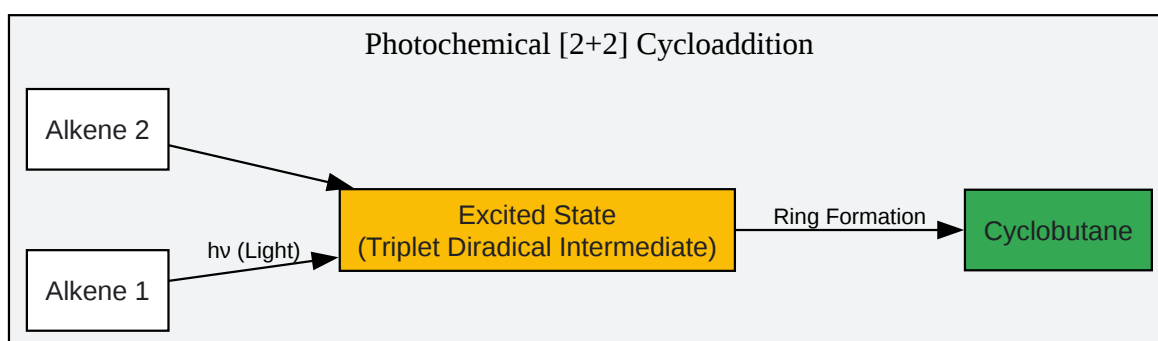 Photochemical [2+2] Cycloaddition
Alkene 2
Excited State
(Triplet Diradical Intermediate)
Ring Formation
Cyclobutane
hν (Light)
Alkene 1